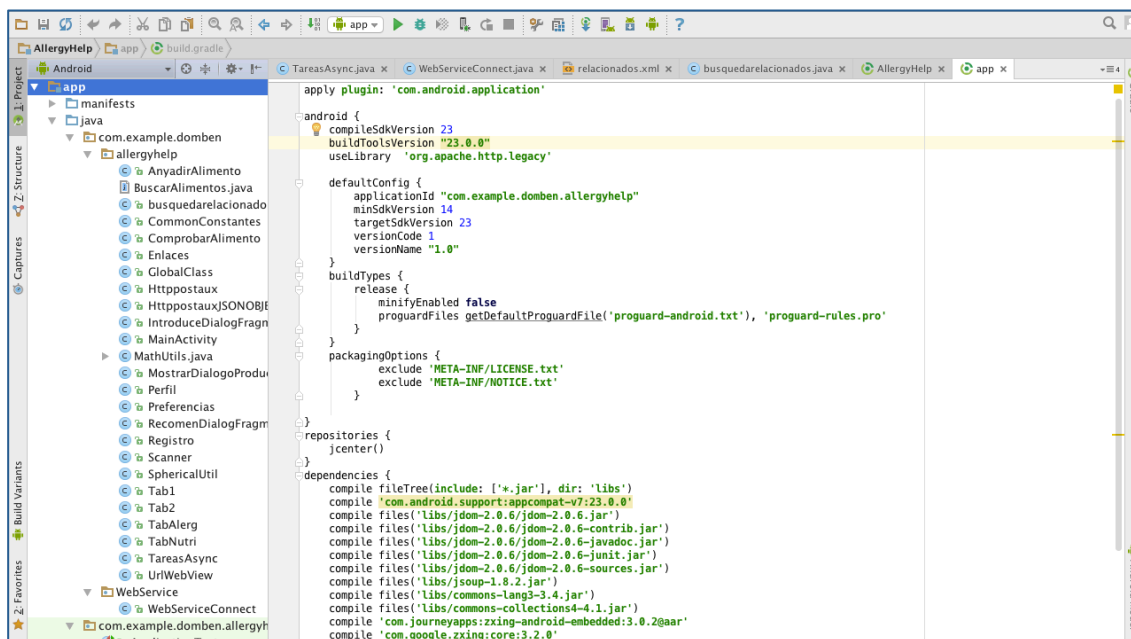 app
AllergyHelp app build.gradle
Android
TareasAsync.java WebServiceConnect.java relacionados.xml busquedarelacionados.java AllergyHelp app
4
1: Project
Z: Structure
Captures
Build Variants
2: Favorites
app
manifests
java
com.example.domben
allergyhelp
AnyadirAlimento
BuscarAlimentos.java
busquedarelacionado
CommonConstantes
ComprobarAlimento
Enlaces
GlobalClass
Httppostaux
HttppostauxJSONOBJE
IntroduceDialogFragn
MainActivity
MathUtils.java
MostrarDialogoProdu
Perfil
Preferencias
RecomenDialogFragm
Registro
Scanner
SphericalUtil
Tab1
Tab2
TabAlerg
TabNutri
TareasAsync
UrlWebView
WebService
WebServiceConnect
com.example.domben.allergyh
apply plugin: 'com.android.application'
android {
compileSdkVersion 23
buildToolsVersion "23.0.0"
useLibrary 'org.apache.http.legacy'
defaultConfig {
applicationId "com.example.domben.allergyhelp"
minSdkVersion 14
targetSdkVersion 23
versionCode 1
versionName "1.0"
}
buildTypes {
release {
minifyEnabled false
proguardFiles getDefaultProguardFile('proguard-android.txt'), 'proguard-rules.pro'
}
}
packagingOptions {
exclude 'META-INF/LICENSE.txt'
exclude 'META-INF/NOTICE.txt'
}
}
repositories {
jcenter()
}
dependencies {
compile fileTree(include: ['*.jar'], dir: 'libs')
compile 'com.android.support:appcompat-v7:23.0.0'
compile files('libs/jdom-2.0.6/jdom-2.0.6.jar')
compile files('libs/jdom-2.0.6/jdom-2.0.6-contrib.jar')
compile files('libs/jdom-2.0.6/jdom-2.0.6-javadoc.jar')
compile files('libs/jdom-2.0.6/jdom-2.0.6-junit.jar')
compile files('libs/jdom-2.0.6/jdom-2.0.6-sources.jar')
compile files('libs/jsoup-1.8.2.jar')
compile files('libs/commons-lang3-3.4.jar')
compile files('libs/commons-collections4-4.1.jar')
compile 'com.journeyapps:zxing-android-embedded:3.0.2@aar'
compile 'com.google.zxing:core:3.2.0'